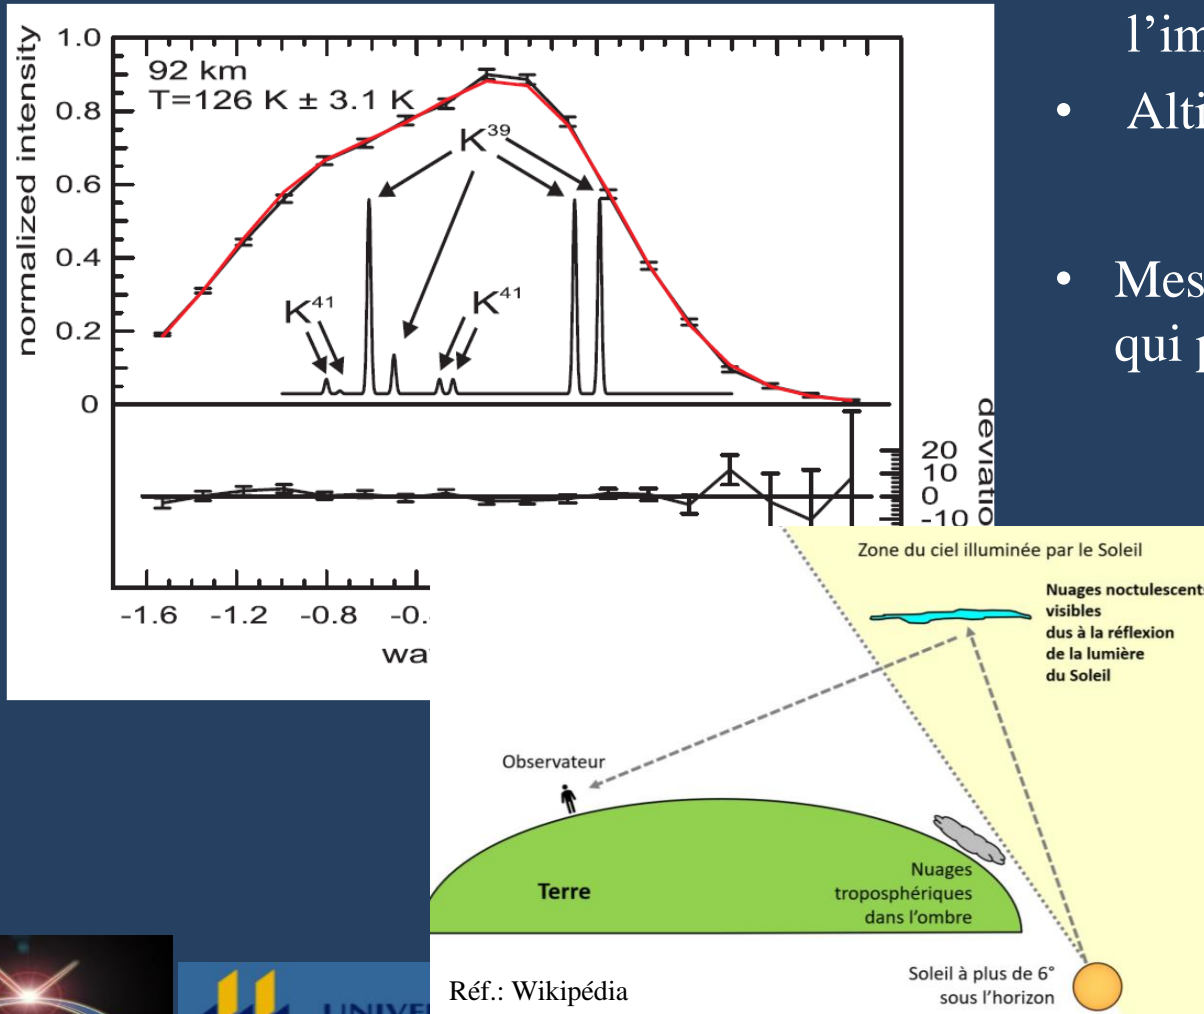 l’im
• Alti
• Mes
qui p
1.0
0.8
0.6
0.4
0.2
0
normalized intensity
92 km
T=126 K ± 3.1 K
K39
K41
K41
20
10
0
-10
deviatio
-1.6 -1.2 -0.8 -0.
wa
Zone du ciel illuminée par le Soleil
Nuages noctulescents
visibles
dus à la réflexion
de la lumière
du Soleil
Observateur
Terre
Nuages
troposphériques
dans l’ombre
Soleil à plus de 6°
sous l’horizon
Réf.: Wikipédia